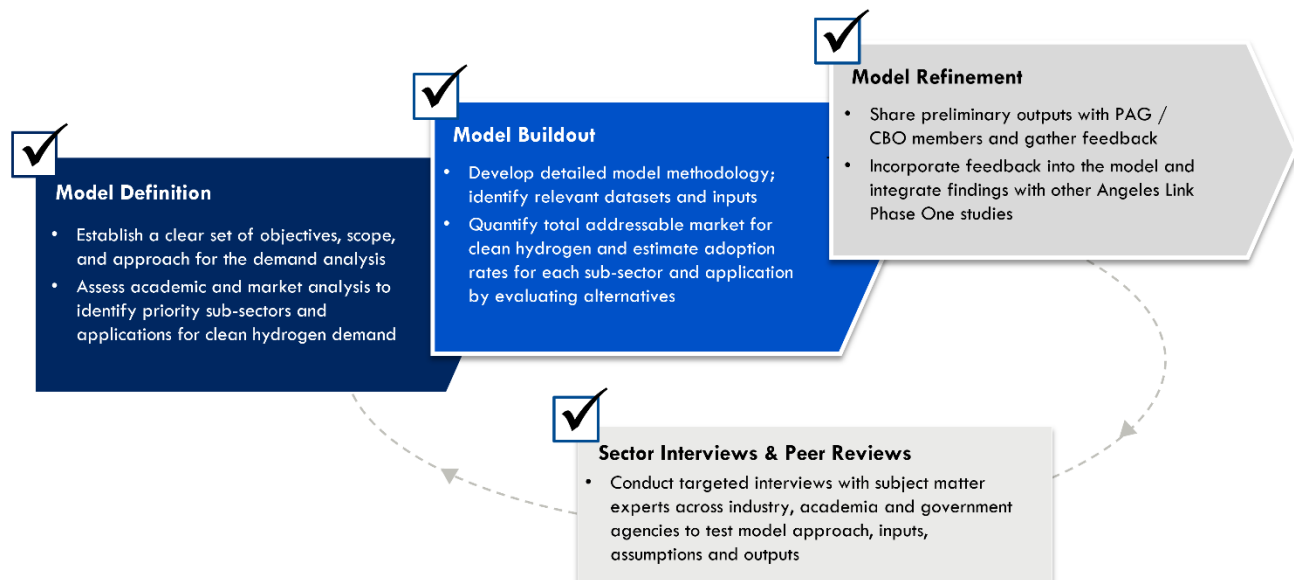 Model Definition
• Establish a clear set of objectives, scope,
and approach for the demand analysis
• Assess academic and market analysis to
identify priority sub-sectors and
applications for clean hydrogen demand
Model Buildout
• Develop detailed model methodology;
identify relevant datasets and inputs
• Quantify total addressable market for
clean hydrogen and estimate adoption
rates for each sub-sector and application
by evaluating alternatives
Model Refinement
• Share preliminary outputs with PAG /
CBO members and gather feedback
• Incorporate feedback into the model and
integrate findings with other Angeles Link
Phase One studies
Sector Interviews & Peer Reviews
• Conduct targeted interviews with subject matter
experts across industry, academia and government
agencies to test model approach, inputs,
assumptions and outputs